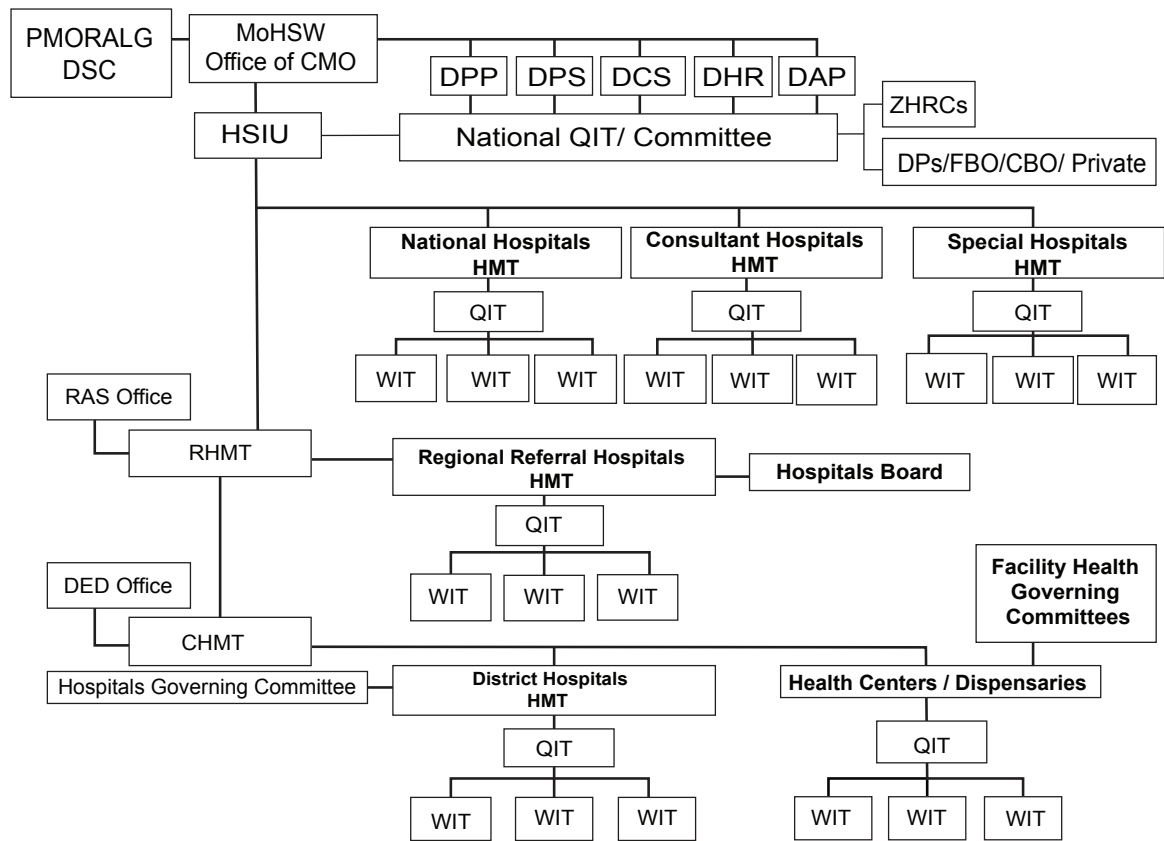 PMORALG
DSC
MoHSW
Office of CMO
DPP
DPS
DCS
DHR
DAP
ZHRCs
HSIU
National QIT/ Committee
DPs/FBO/CBO/ Private
National Hospitals
HMT
Consultant Hospitals
HMT
Special Hospitals
HMT
QIT
QIT
QIT
WIT
WIT
WIT
WIT
WIT
WIT
WIT
WIT
WIT
RAS Office
RHMT
Regional Referral Hospitals
HMT
Hospitals Board
QIT
WIT
WIT
WIT
Facility Health
Governing
Committees
DED Office
CHMT
Hospitals Governing Committee
District Hospitals
HMT
Health Centers / Dispensaries
QIT
QIT
WIT
WIT
WIT
WIT
WIT
WIT